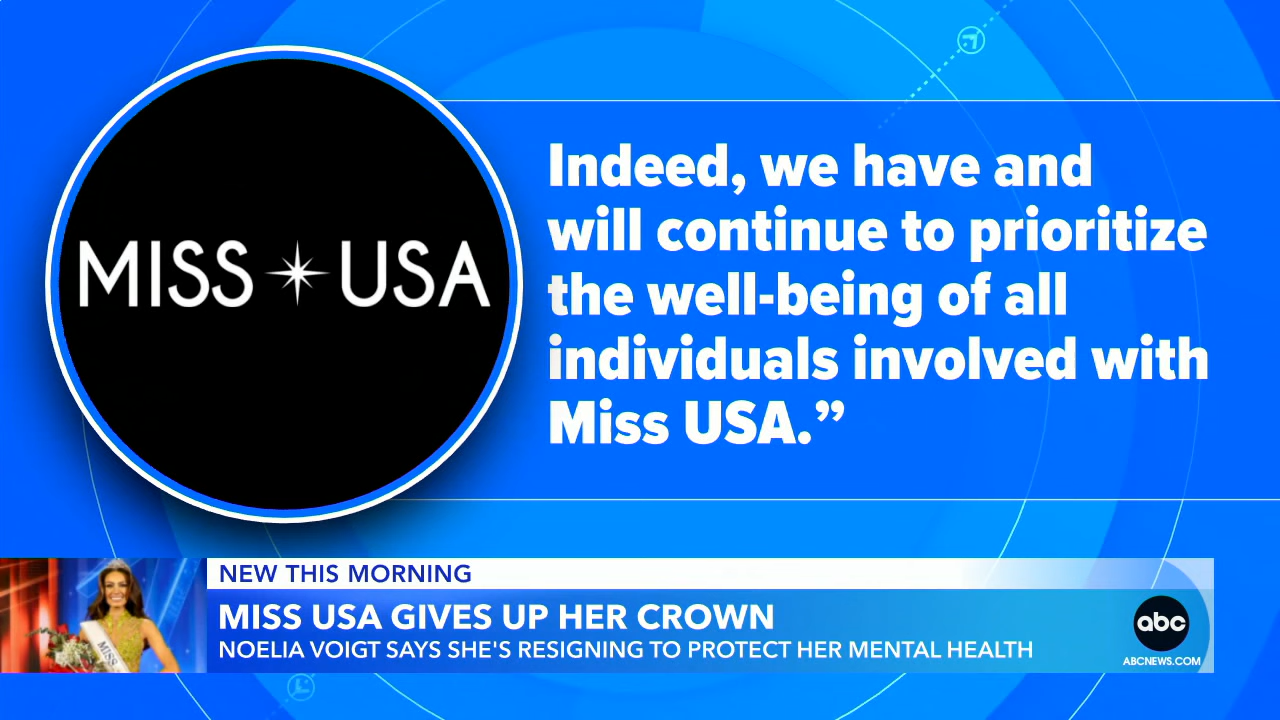 MISS USA
Indeed, we have and
will continue to prioritize
the well-being of all
individuals involved with
Miss USA.”
NEW THIS MORNING
MISS USA GIVES UP HER CROWN
NOELIA VOIGT SAYS SHE'S RESIGNING TO PROTECT HER MENTAL HEALTH
abc
ABCNEWS.COM
MISS